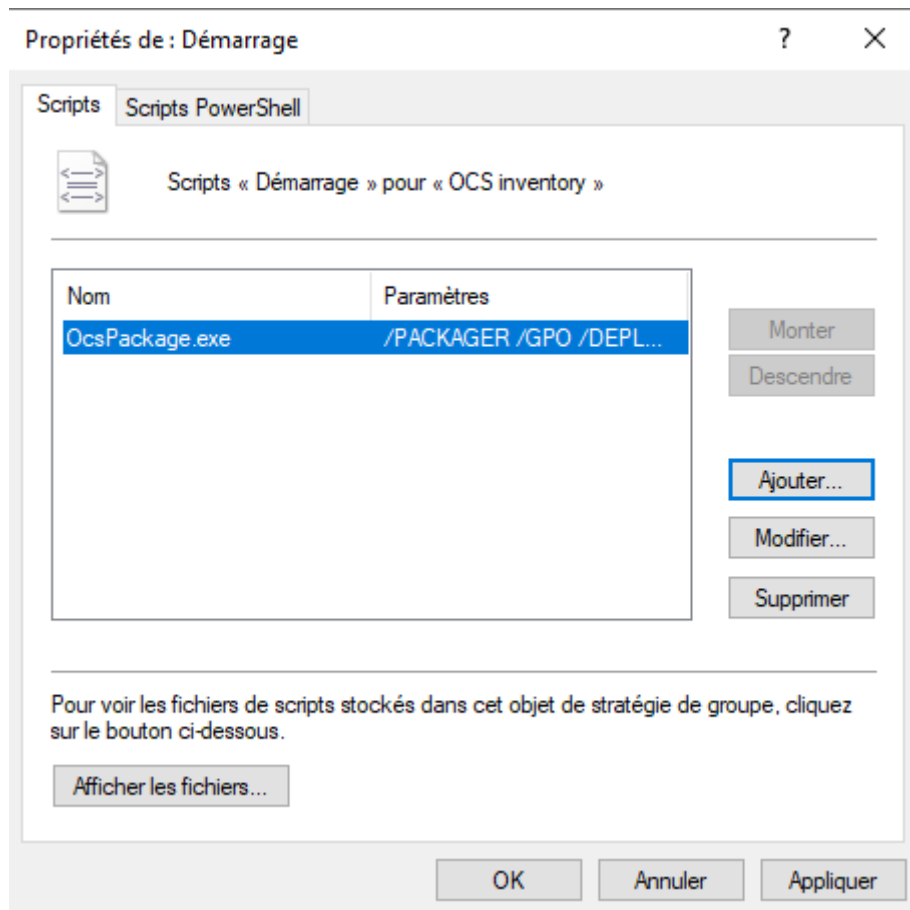 Propriétés de : Démarrage
?
Scripts
Scripts PowerShell
Scripts « Démarrage » pour « OCS inventory »
Nom
Paramètres
OcsPackage.exe
/PACKAGER /GPO /DEPL...
Monter
Descendre
Ajouter...
Modifier...
Supprimer
Pour voir les fichiers de scripts stockés dans cet objet de stratégie de groupe, cliquez
sur le bouton ci-dessous.
Afficher les fichiers...
OK
Annuler
Appliquer